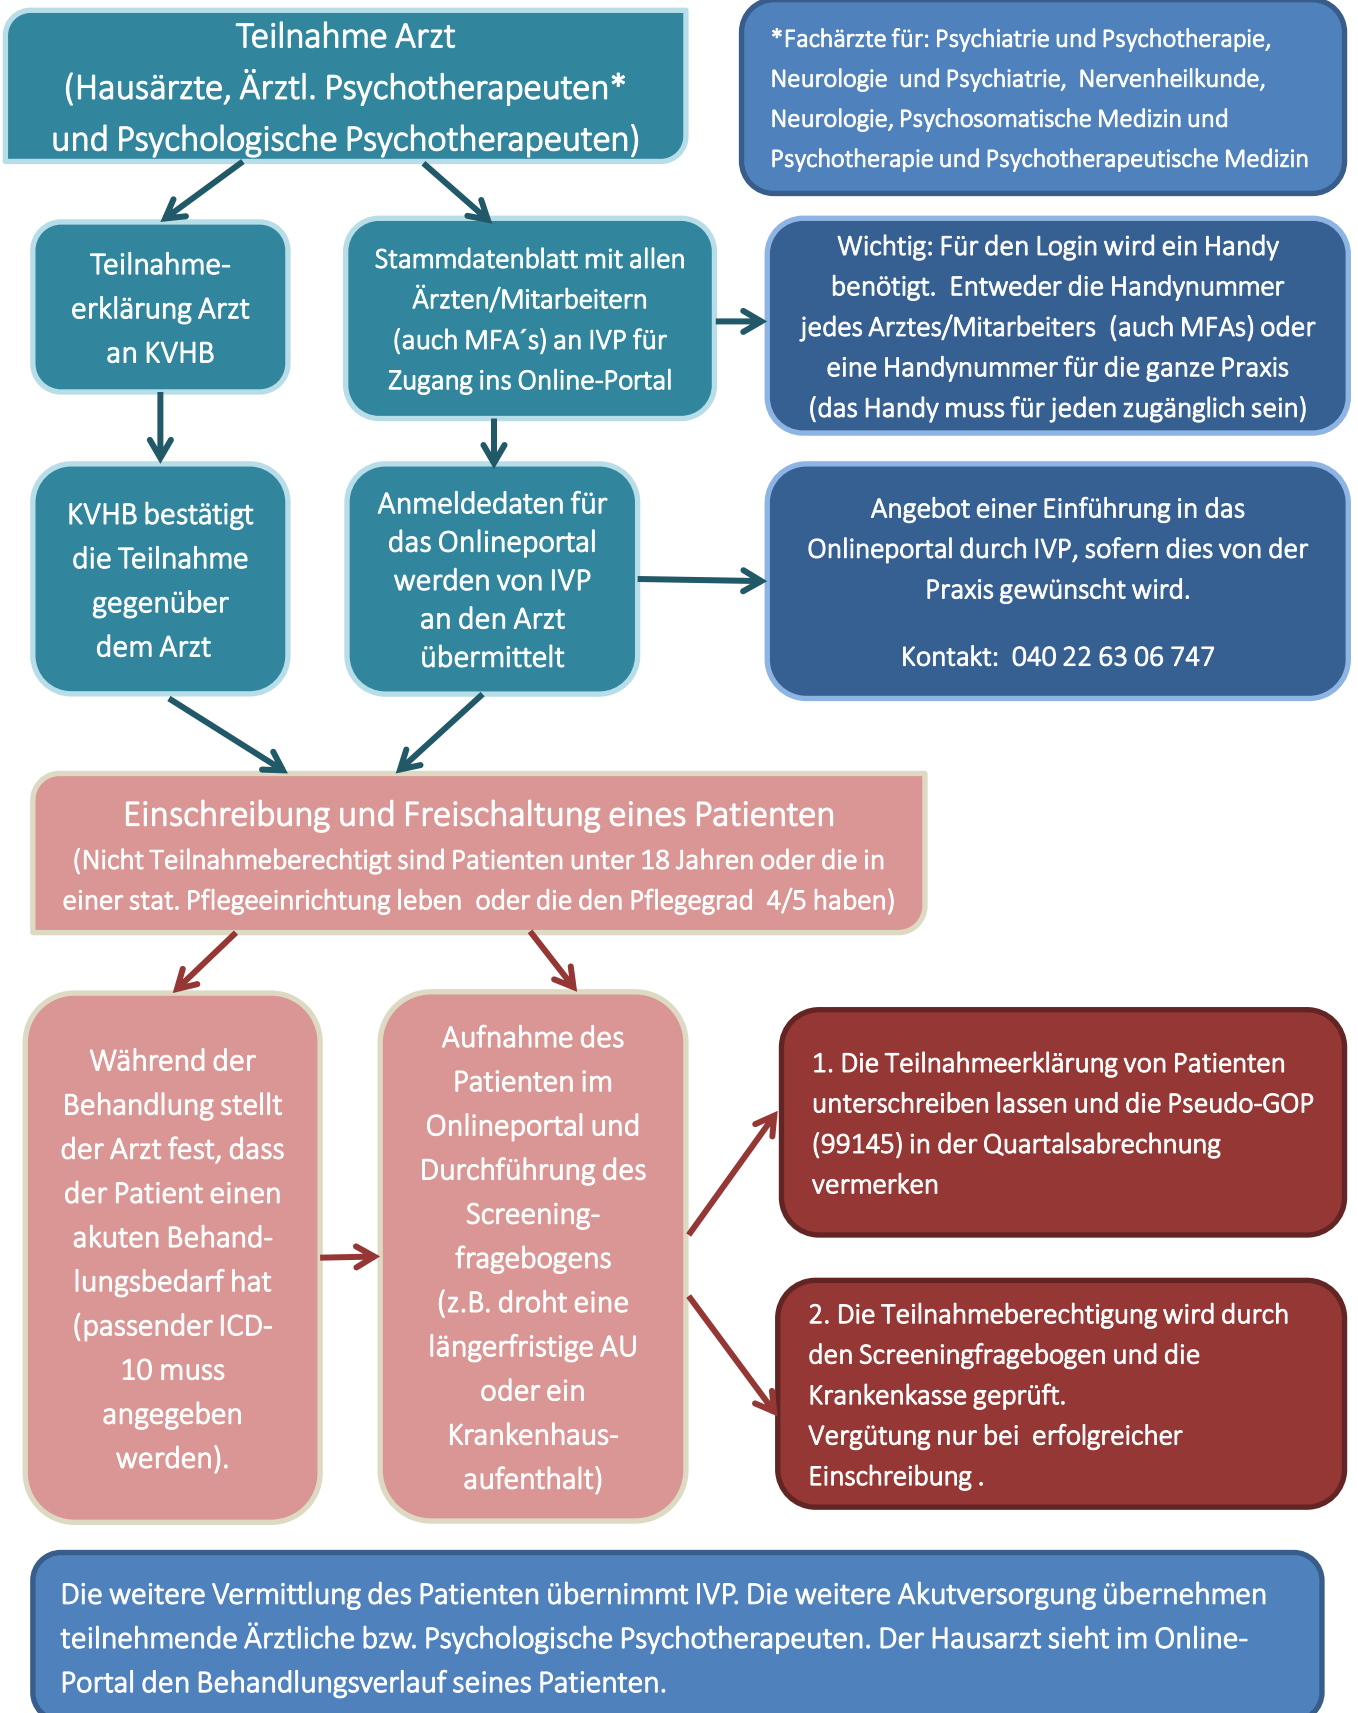 Teilnahme Arzt
(Hausärzte, Ärztl. Psychotherapeuten*
und Psychologische Psychotherapeuten)
*Fachärzte für: Psychiatrie und Psychotherapie,
Neurologie und Psychiatrie, Nervenheilkunde,
Neurologie, Psychosomatische Medizin und
Psychotherapie und Psychotherapeutische Medizin
Teilnahme-
erklärung Arzt
an KVHB
Stammdatenblatt mit allen
Ärzten/Mitarbeitern
(auch MFA´s) an IVP für
Zugang ins Online-Portal
Wichtig: Für den Login wird ein Handy
benötigt. Entweder die Handynummer
jedes Arztes/Mitarbeiters (auch MFAs) oder
eine Handynummer für die ganze Praxis
(das Handy muss für jeden zugänglich sein)
KVHB bestätigt
die Teilnahme
gegenüber
dem Arzt
Anmeldedaten für
das Onlineportal
werden von IVP
an den Arzt
übermittelt
Angebot einer Einführung in das
Onlineportal durch IVP, sofern dies von der
Praxis gewünscht wird.
Kontakt: 040 22 63 06 747
Einschreibung und Freischaltung eines Patienten
(Nicht Teilnahmeberechtigt sind Patienten unter 18 Jahren oder die in
einer stat. Pflegeeinrichtung leben oder die den Pflegegrad 4/5 haben)
Während der
Behandlung stellt
der Arzt fest, dass
der Patient einen
akuten Behand-
lungsbedarf hat
(passender ICD-
10 muss
angegeben
werden).
Aufnahme des
Patienten im
Onlineportal und
Durchführung des
Screening-
fragebogens
(z.B. droht eine
längerfristige AU
oder ein
Krankenhaus-
aufenthalt)
1. Die Teilnahmeerklärung von Patienten
unterschreiben lassen und die Pseudo-GOP
(99145) in der Quartalsabrechnung
vermerken
2. Die Teilnahmeberechtigung wird durch
den Screeningfragebogen und die
Krankenkasse geprüft.
Vergütung nur bei erfolgreicher
Einschreibung .
Die weitere Vermittlung des Patienten übernimmt IVP. Die weitere Akutversorgung übernehmen
teilnehmende Ärztliche bzw. Psychologische Psychotherapeuten. Der Hausarzt sieht im Online-
Portal den Behandlungsverlauf seines Patienten.